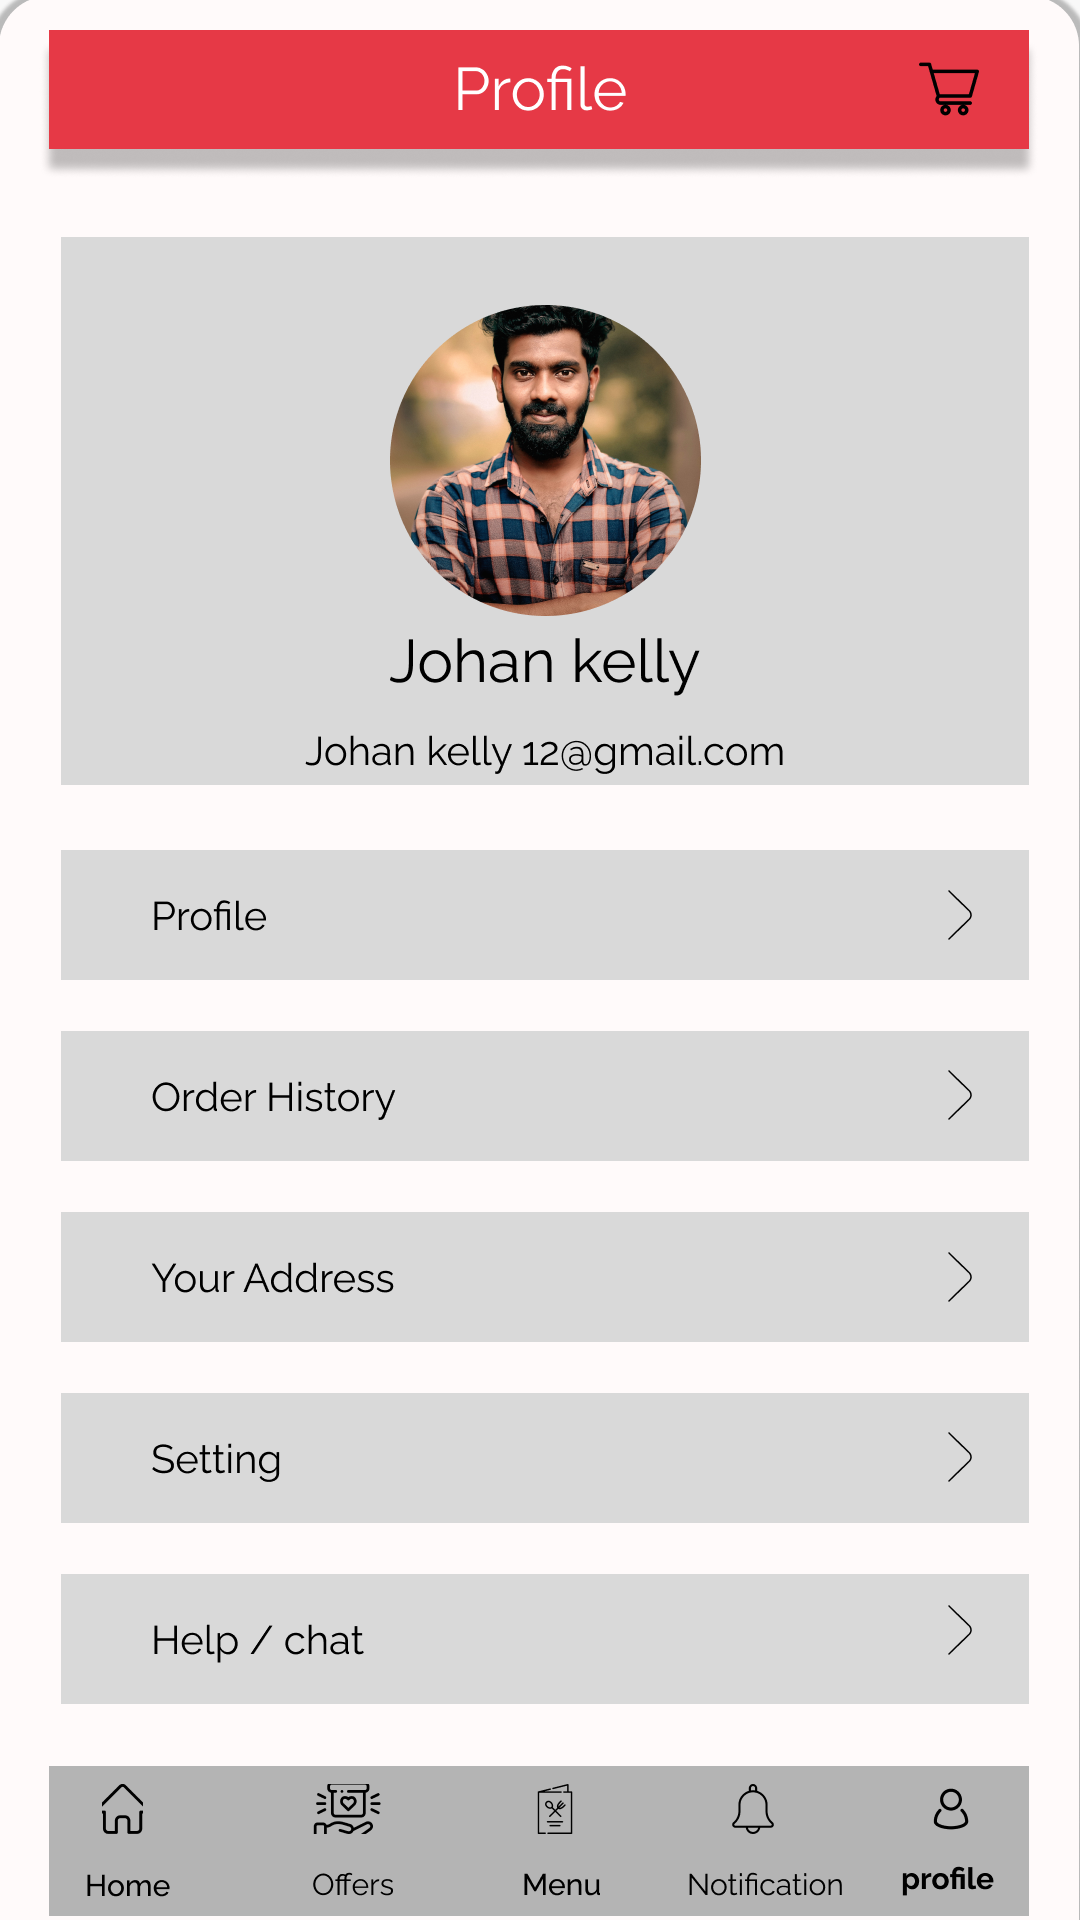 Profile
Johan kelly
Johan kelly 12@gmail.com
Profile
Order History
Your Address
Setting
Help / chat
Home
Offers
Menu
Notification
profile